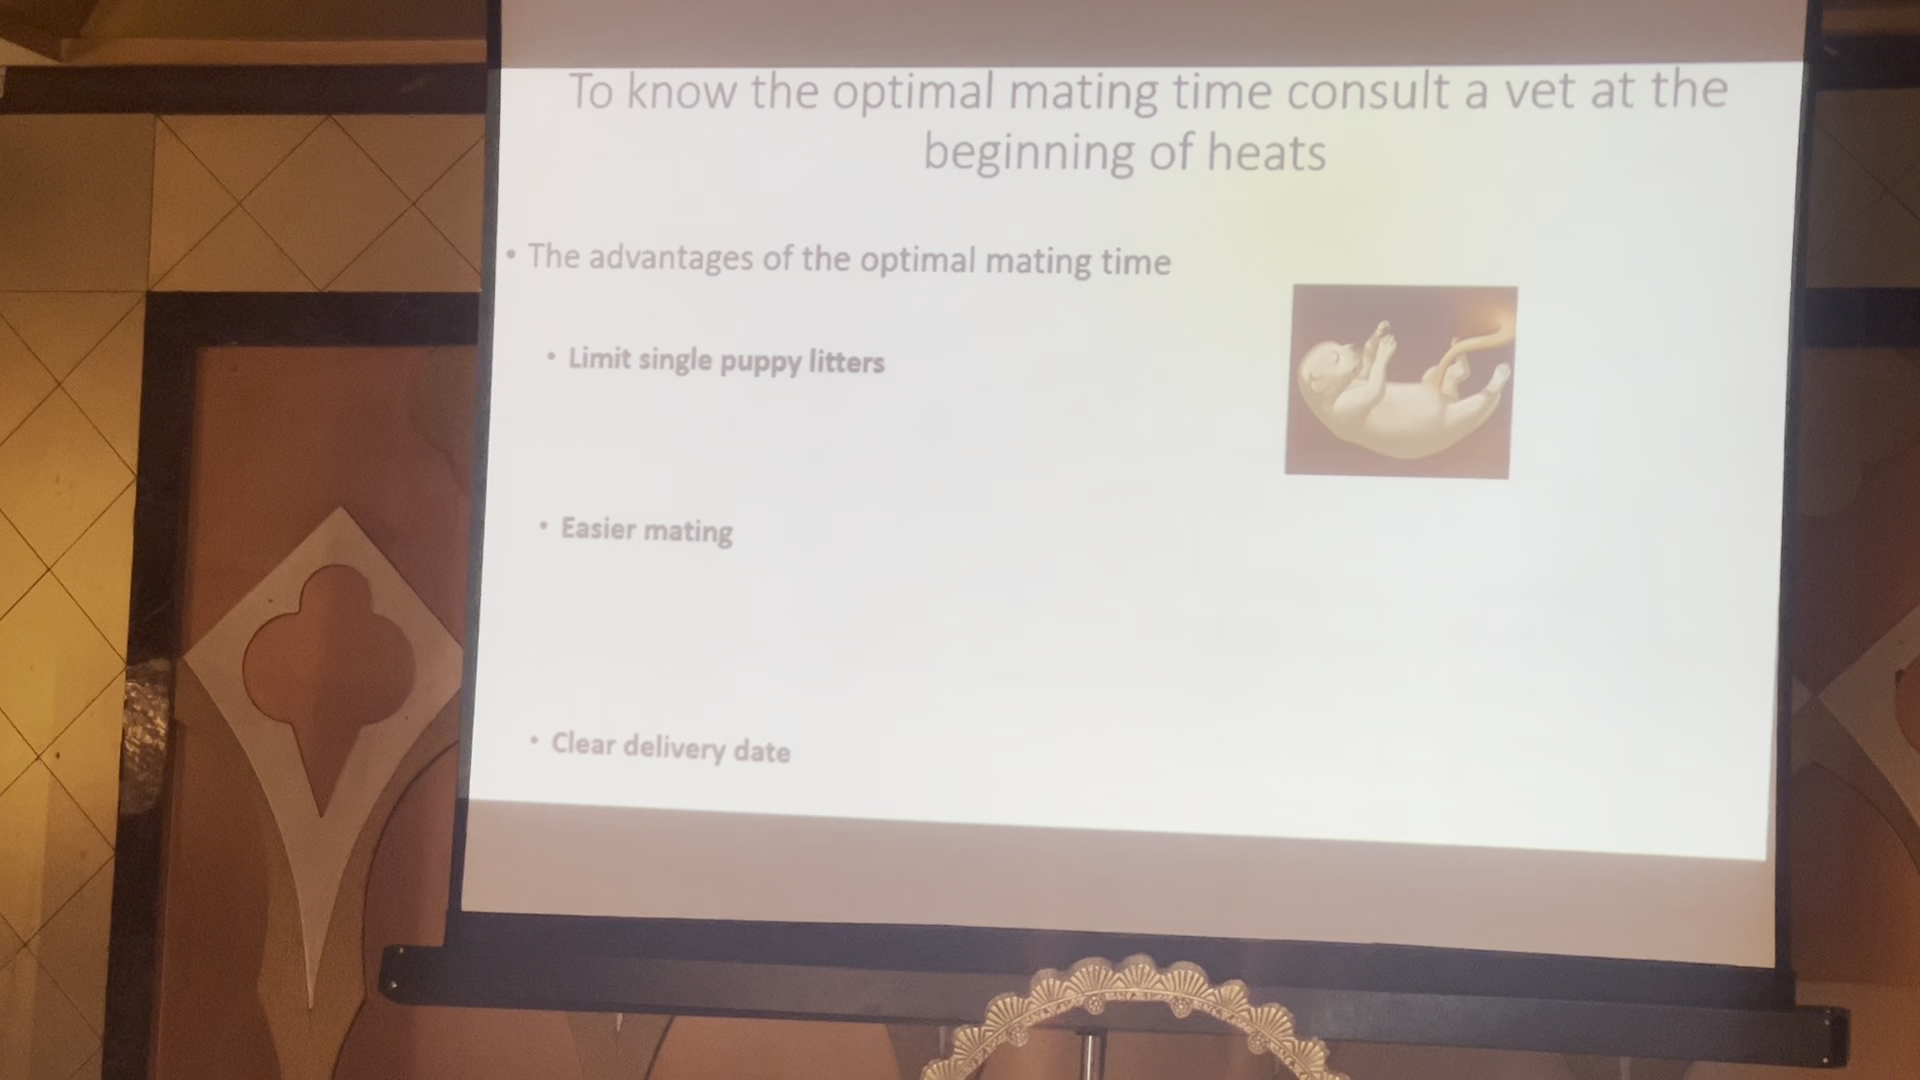 To know the optimal mating time consult a vet at the
beginning of heats
• The advantages of the optimal mating time
• Limit single puppy litters
• Easier mating
• Clear delivery date